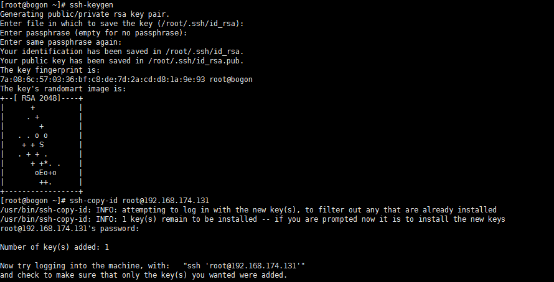 [root@bogon ~]# ssh-keygen
Generating public/private rsa key pair.
Enter file in which to save the key (/root/.ssh/id_rsa):
Enter passphrase (empty for no passphrase):
Enter same passphrase again:
Your identification has been saved in /root/.ssh/id_rsa.
Your public key has been saved in /root/.ssh/id_rsa.pub.
The key fingerprint is:
7a:08:6c:57:03:36:bf:c8:de:7d:2a:cd:d8:1a:9e:93 root@bogon
The key's randomart image is:
+--[ RSA 2048]----+
|      +          |
|     . +         |
|        +        |
|   . . o o       |
|    + + S        |
|   . + + .       |
|      + +*. .    |
|       oEo+o     |
|        ++.      |
+-----------------+
[root@bogon ~]# ssh-copy-id root@192.168.174.131
/usr/bin/ssh-copy-id: INFO: attempting to log in with the new key(s), to filter out any that are already installed
/usr/bin/ssh-copy-id: INFO: 1 key(s) remain to be installed -- if you are prompted now it is to install the new keys
root@192.168.174.131's password:
Number of key(s) added: 1
Now try logging into the machine, with:   "ssh 'root@192.168.174.131'"
and check to make sure that only the key(s) you wanted were added.